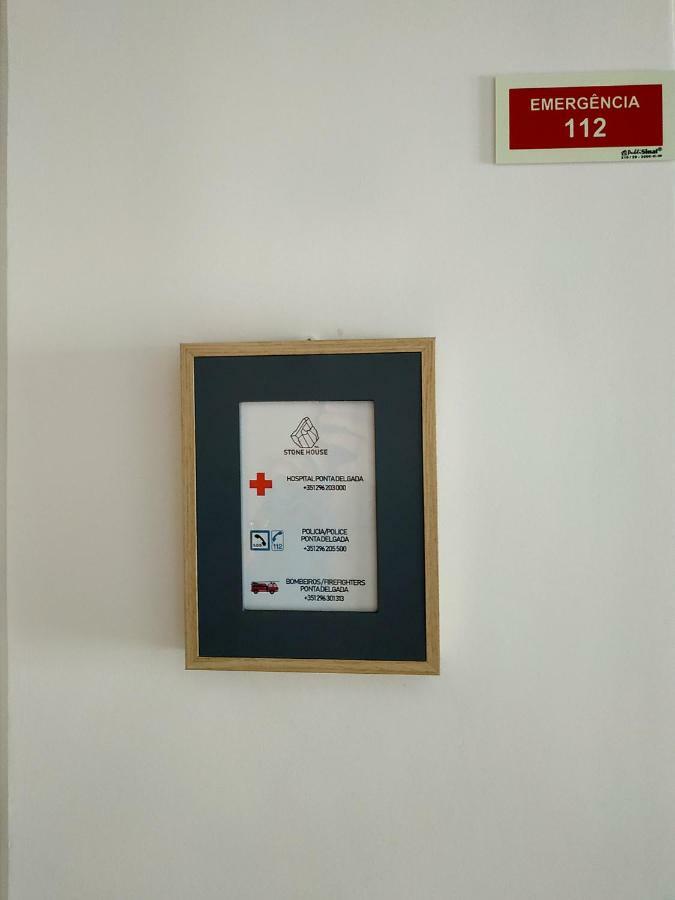 EMERGÊNCIA
112
STONE HOUSE
HOSPITAL PONTA DELGADA
+351 296 203 000
POLICIA/POLICE
PONTA DELGADA
+351 296 205 500
SOS
112
BOMBEIROS/FIREFIGHTERS
PONTA DELGADA
+351 296 301 313